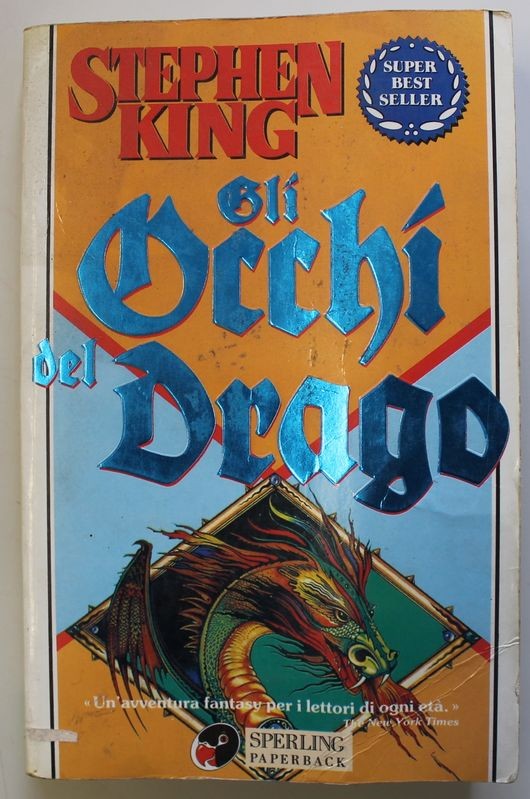 STEPHEN
KING
SUPER
BEST
SELLER
Gli
Occhi
del
Drago
« Un'avventura fantasy per i lettori di ogni età. »
The New York Times
SPERLING
PAPERBACK